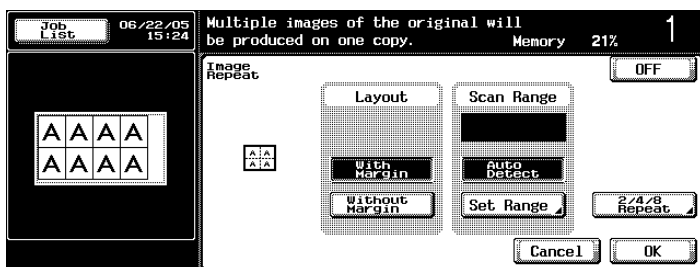 Job
List
06/22/05
15:24
Multiple images of the original will
be produced on one copy.
Memory 21%
1
Image
Repeat
OFF
Layout
Scan Range
A A A A
A A A A
A A
A A
With
Margin
Auto
Detect
Without
Margin
Set Range
2/4/8
Repeat
Cancel
OK